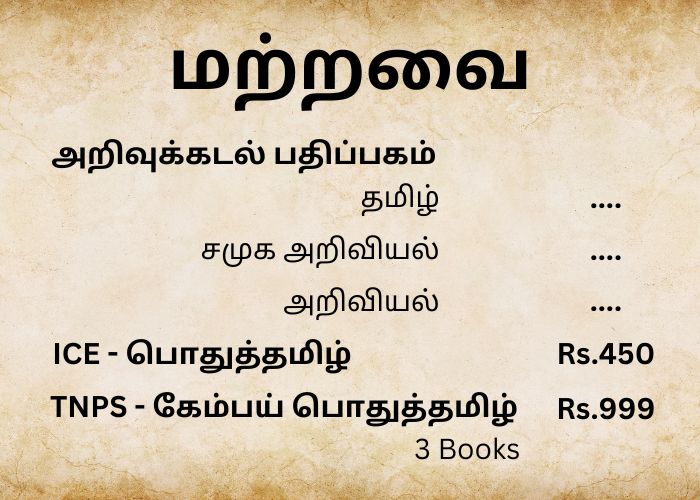 மற்றவை
அறிவுக்கடல் பதிப்பகம்
தமிழ் ....
சமுக அறிவியல் ....
அறிவியல் ....
ICE - பொதுத்தமிழ் Rs.450
TNPS - கேம்பய் பொதுத்தமிழ் Rs.999
3 Books